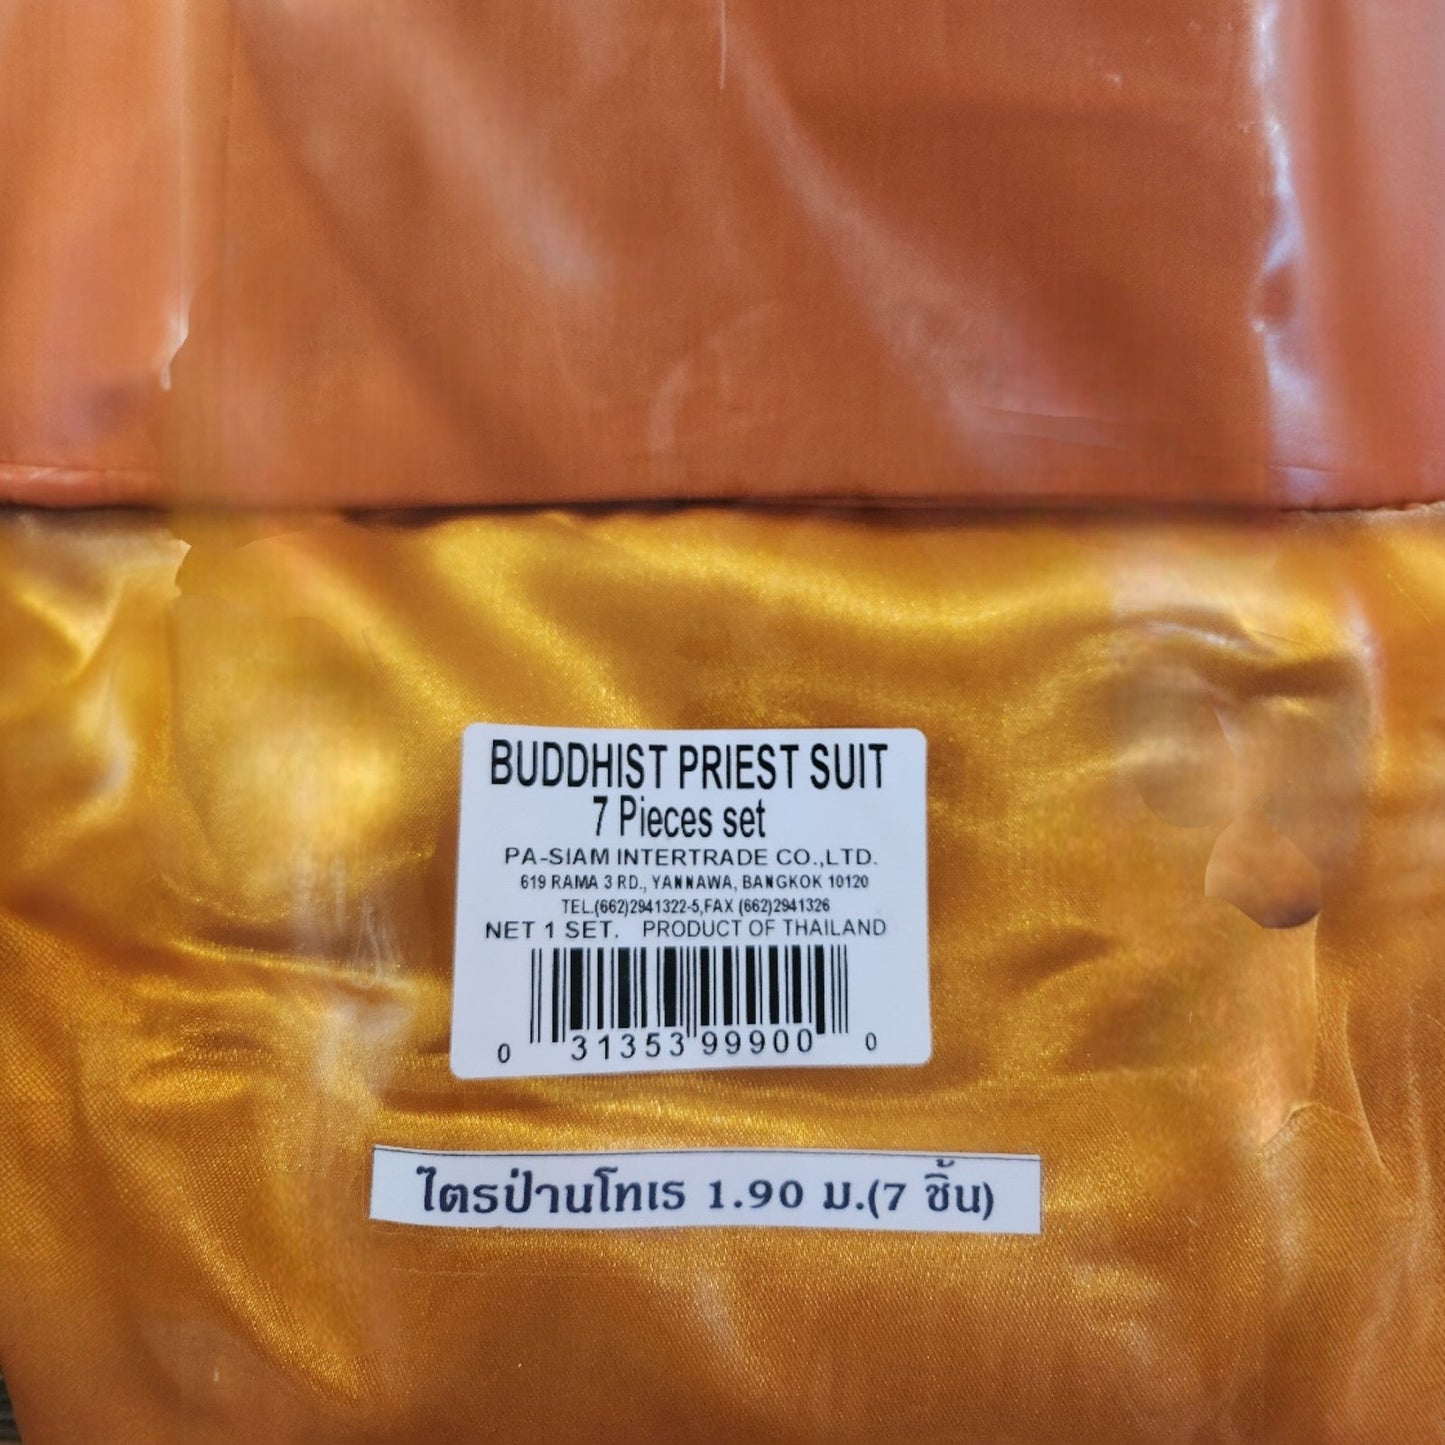 BUDDHIST PRIEST SUIT
7 Pieces set
PA-SIAM INTERTRADE CO.,LTD.
619 RAMA 3 RD., YANNAWA, BANGKOK 10120
TEL.(662)2941322-5,FAX (662)2941326
NET 1 SET. PRODUCT OF THAILAND
0 31353 99900 0
ไตรป่านโทเร 1.90 ม.(7 ชิ้น)